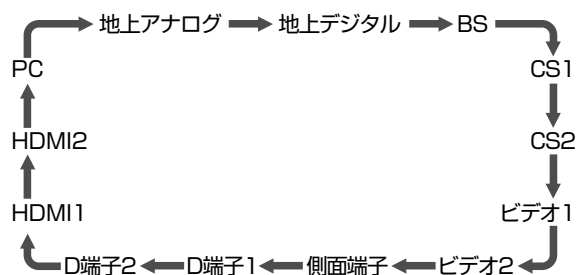 地上アナログ 地上デジタル BS
PC CS1
HDMI2 CS2
HDMI1 ビデオ1
D端子2 D端子1 側面端子 ビデオ2